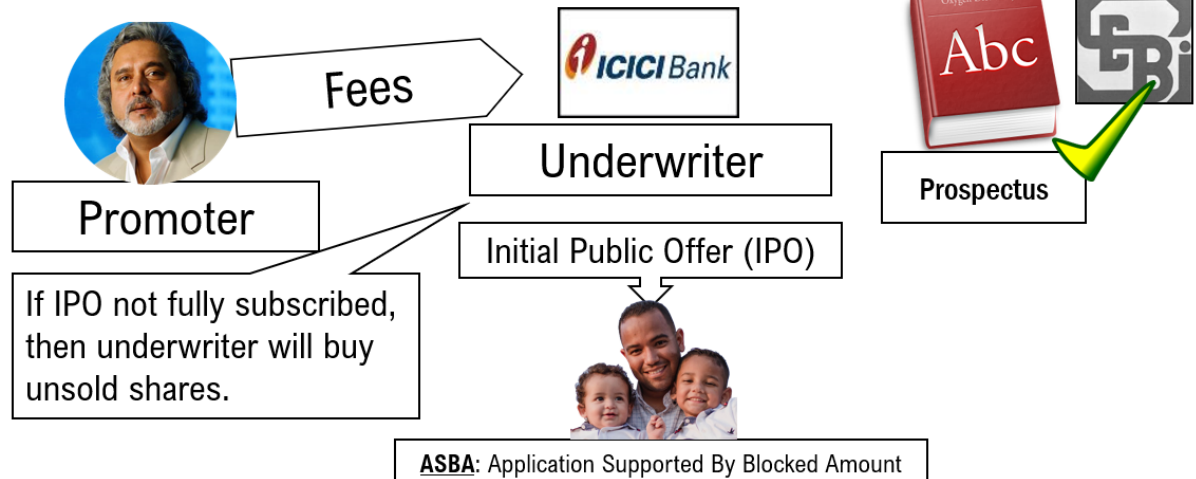 Fees
ICICI Bank
Abc
SEBi
Underwriter
Prospectus
Promoter
Initial Public Offer (IPO)
If IPO not fully subscribed,
then underwriter will buy
unsold shares.
ASBA: Application Supported By Blocked Amount